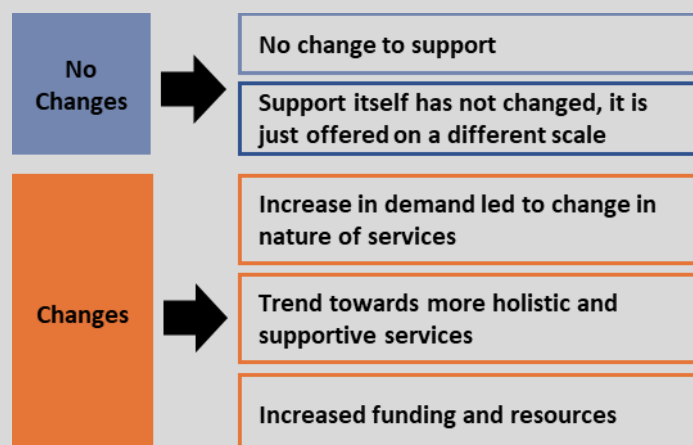 No
Changes
No change to support
Support itself has not changed, it is
just offered on a different scale
Changes
Increase in demand led to change in
nature of services
Trend towards more holistic and
supportive services
Increased funding and resources